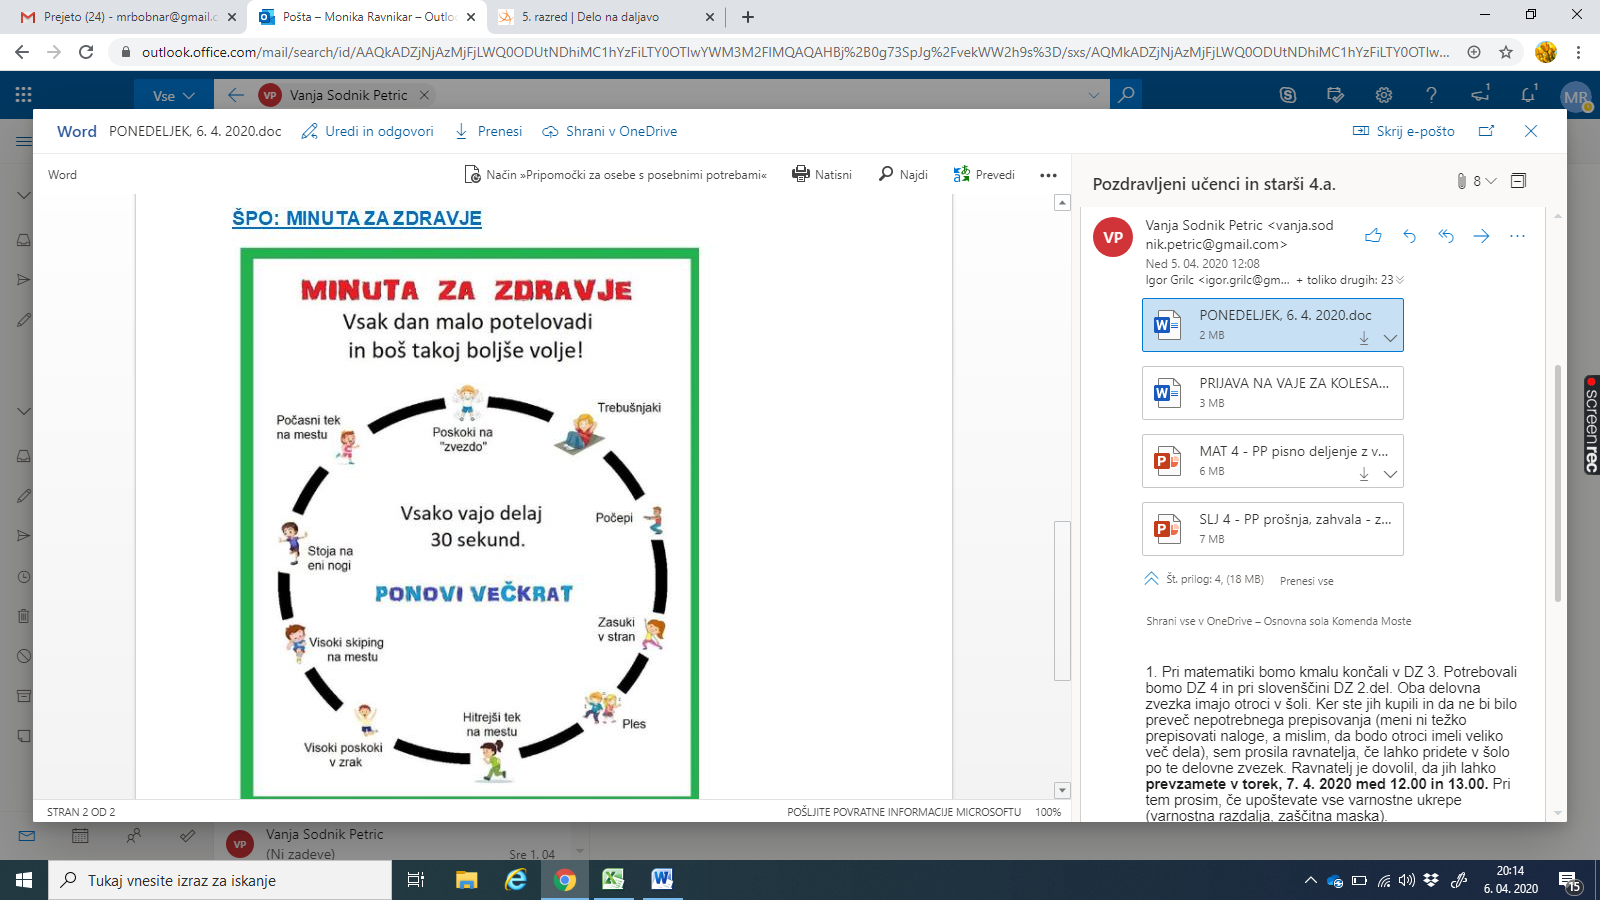 Prejeto (24) - mrbobnar@gmail.c
Pošta – Monika Ravnikar – Outlo
5. razred | Delo na daljavo
outlook.office.com/mail/search/id/AAQkADZjNjAzMjFjLWQ0ODUtNDhiMC1hYzFiLTY0OTIwYWM3M2FlMQAQAHBj%2B0g73SpJg%2FvekWW2h9s%3D/sxs/AQMkADZjNjAzMjFjLWQ0ODUtNDhiMC1hYzFiLTY0OTIw...
Vse
VP Vanja Sodnik Petric
MR
Word PONEDELJEK, 6. 4. 2020.doc Uredi in odgovori Prenesi Shrani v OneDrive Skrij e-pošto
Word Način »Pripomočki za osebe s posebnimi potrebami« Natisni Najdi Prevedi
ŠPO: MINUTA ZA ZDRAVJE
MINUTA ZA ZDRAVJE
Vsak dan malo potelovadi
in boš takoj boljše volje!
Poskoki na
"zvezdo"
Trebušnjaki
Počepi
Zasuki
v stran
Ples
Hitrejši tek
na mestu
Visoki poskoki
v zrak
Visoki skiping
na mestu
Stoja na
eni nogi
Počasni tek
na mestu
Vsako vajo delaj
30 sekund.
PONOVI VEČKRAT
STRAN 2 OD 2
POŠLJITE POVRATNE INFORMACIJE MICROSOFTU 100%
Pozdravljeni učenci in starši 4.a.
8
VP
Vanja Sodnik Petric <vanja.sod
nik.petric@gmail.com>
Ned 5. 04. 2020 12:08
Igor Grilc <igor.grilc@gm... + toliko drugih: 23
PONEDELJEK, 6. 4. 2020.doc
2 MB
PRIJAVA NA VAJE ZA KOLESA...
3 MB
MAT 4 - PP pisno deljenje z v...
6 MB
SLJ 4 - PP prošnja, zahvala - z...
7 MB
Št. prilog: 4, (18 MB) Prenesi vse
Shrani vse v OneDrive – Osnovna sola Komenda Moste
1. Pri matematiki bomo kmalu končali v DZ 3. Potrebovali
bomo DZ 4 in pri slovenščini DZ 2.del. Oba delovna
zvezka imajo otroci v šoli. Ker ste jih kupili in da ne bi bilo
preveč nepotrebnega prepisovanja (meni ni težko
prepisovati naloge, a mislim, da bodo otroci imeli veliko
več dela), sem prosila ravnatelja, če lahko pridete v šolo
po te delovne zvezek. Ravnatelj je dovolil, da jih lahko
prevzamete v torek, 7. 4. 2020 med 12.00 in 13.00. Pri
tem prosim, če upoštevate vse varnostne ukrepe
(varnostna razdalja, zaščitna maska).
screenrec
VP Vanja Sodnik Petric
(Ni zadeve) Sre 1. 04
Tukaj vnesite izraz za iskanje
20:14
6. 04. 2020
15